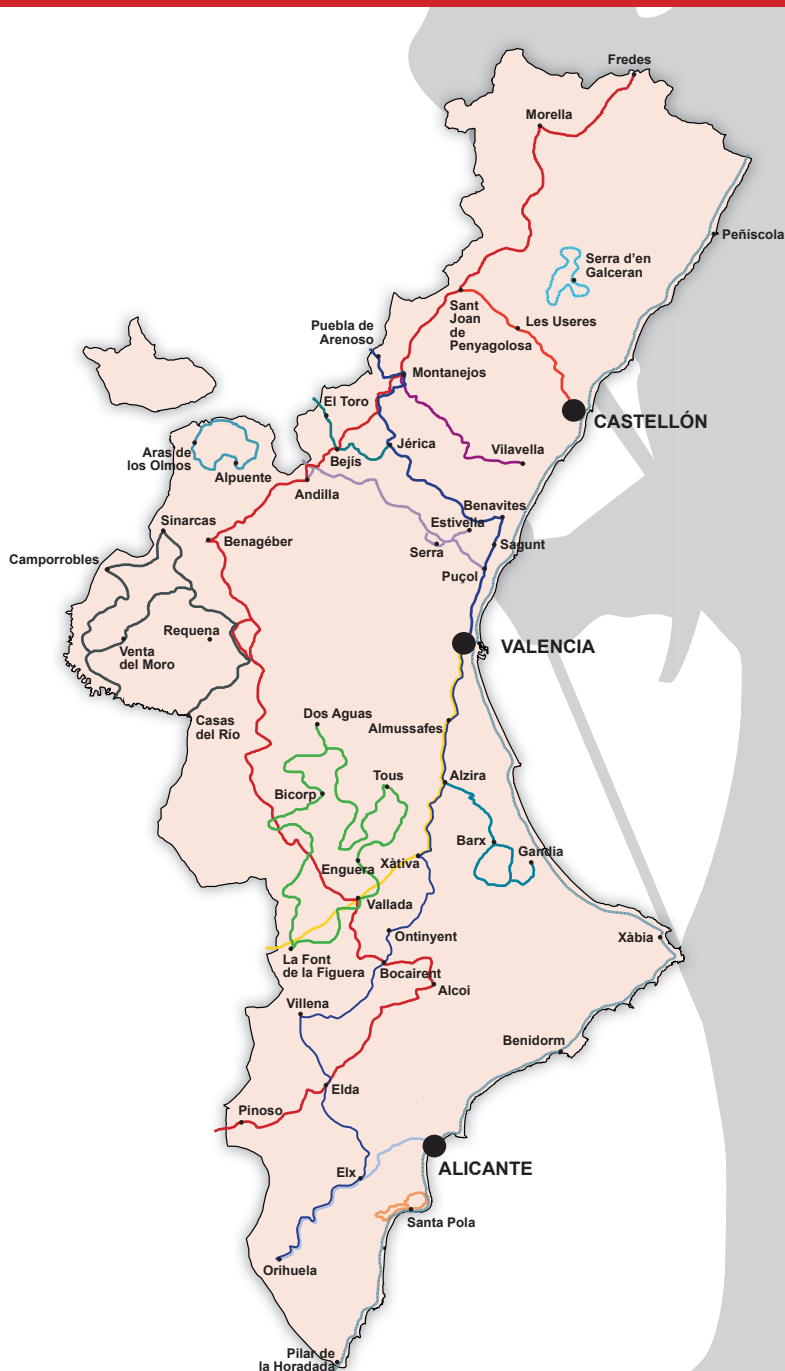 Fredes
Morella
Peñíscola
Serra d'en
Galceran
Sant
Joan
de
Penyagolosa
Les Useres
Puebla de
Arenoso
Montanejos
CASTELLÓN
El Toro
Aras de
los Olmos
Alpuente
Bejís
Jérica
Vilavella
Andilla
Benavites
Estivella
Sinarcas
Benagéber
Serra
Sagunt
Camporrobles
Puçol
Requena
Venta
del Moro
VALENCIA
Casas
del Río
Dos Aguas
Almussafes
Tous
Alzira
Bicorp
Barx
Gandia
Enguera
Xàtiva
Vallada
Ontinyent
Xàbia
La Font
de la Figuera
Bocairent
Alcoi
Villena
Benidorm
Elda
Pinoso
Elx
ALICANTE
Santa Pola
Orihuela
Pilar de
la Horadada